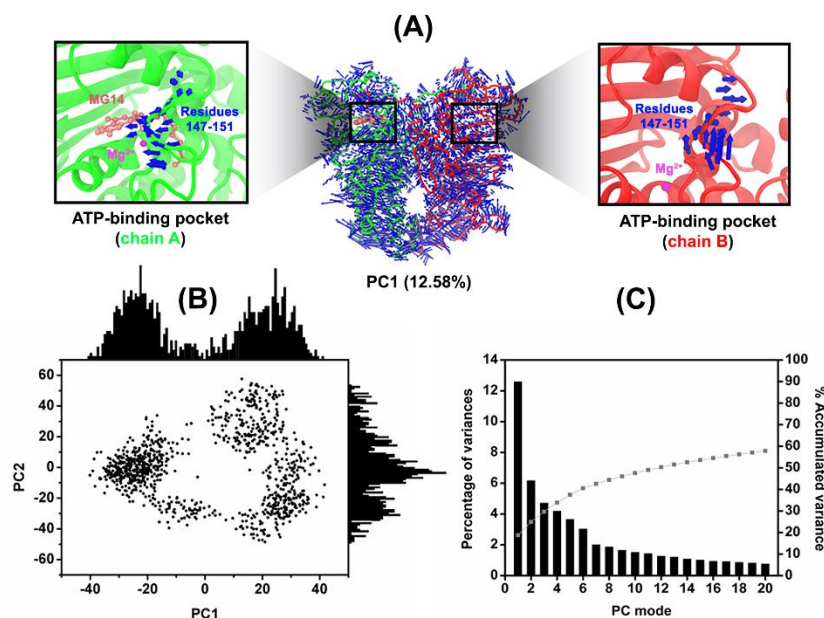 (A)
MG14
Residues
147-151
Mg2+
ATP-binding pocket
(chain A)
PC1 (12.58%)
Residues
147-151
Mg2+
ATP-binding pocket
(chain B)
(B)
60
40
20
0
-20
-40
-60
PC2
-40 -20 0 20 40
PC1
(C)
14
12
10
8
6
4
2
0
Percentage of variances
100
90
80
70
60
50
40
30
20
10
0
% Accumulated variance
0 2 4 6 8 10 12 14 16 18 20
PC mode